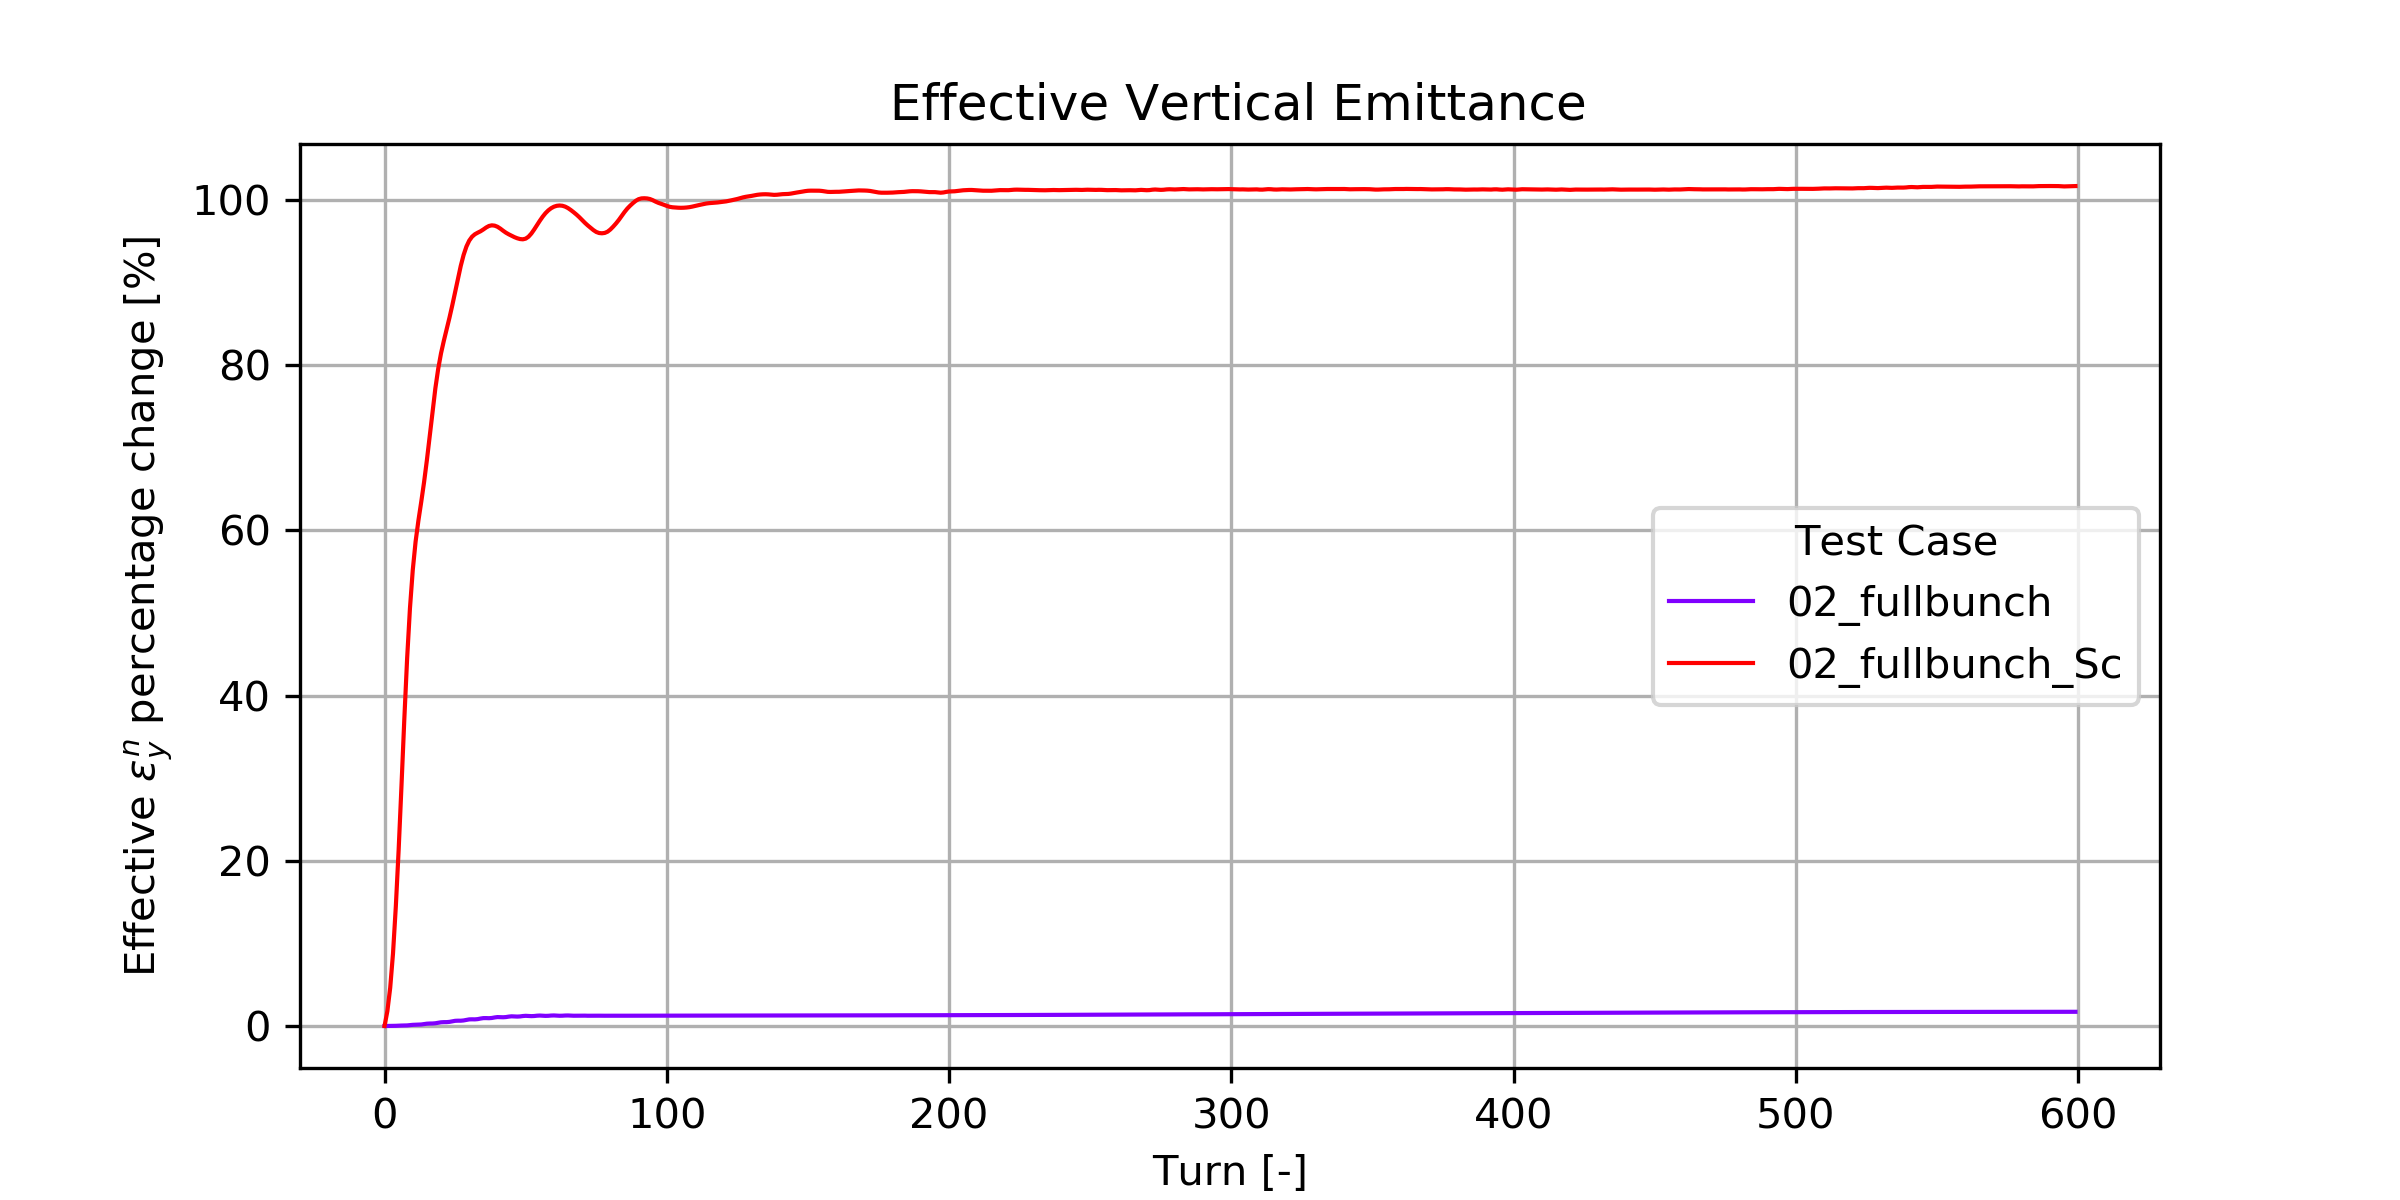 Effective Vertical Emittance
Effective εⁿᵧ percentage change [%]
100
80
60
40
20
0
Test Case
02_fullbunch
02_fullbunch_Sc
0 100 200 300 400 500 600
Turn [-]